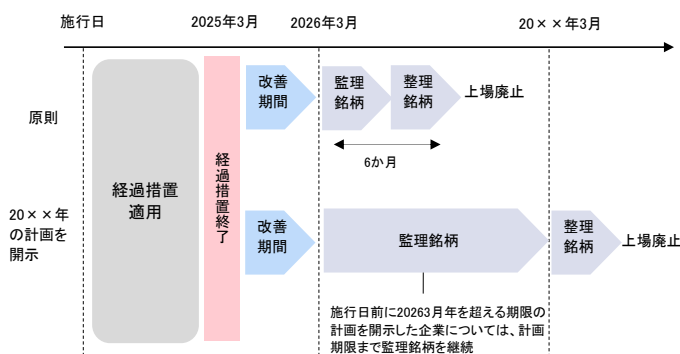 施行日
2025年3月
2026年3月
20××年3月
原則
経過措置
適用
経過措置終了
改善
期間
監理
銘柄
整理
銘柄
上場廃止
6か月
20××年
の計画を
開示
改善
期間
監理銘柄
整理
銘柄
上場廃止
施行日前に20263月年を超える期限の
計画を開示した企業については、計画
期限まで監理銘柄を継続